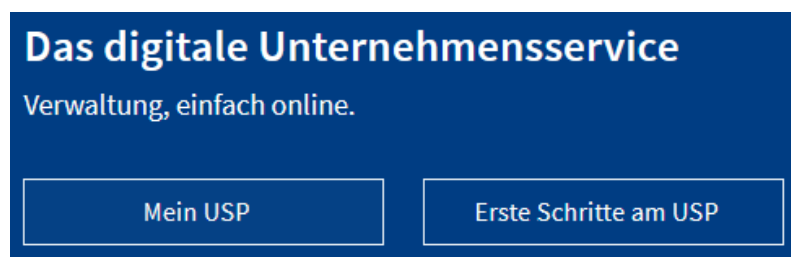 Das digitale Unternehmensservice
Verwaltung, einfach online.
Mein USP
Erste Schritte am USP